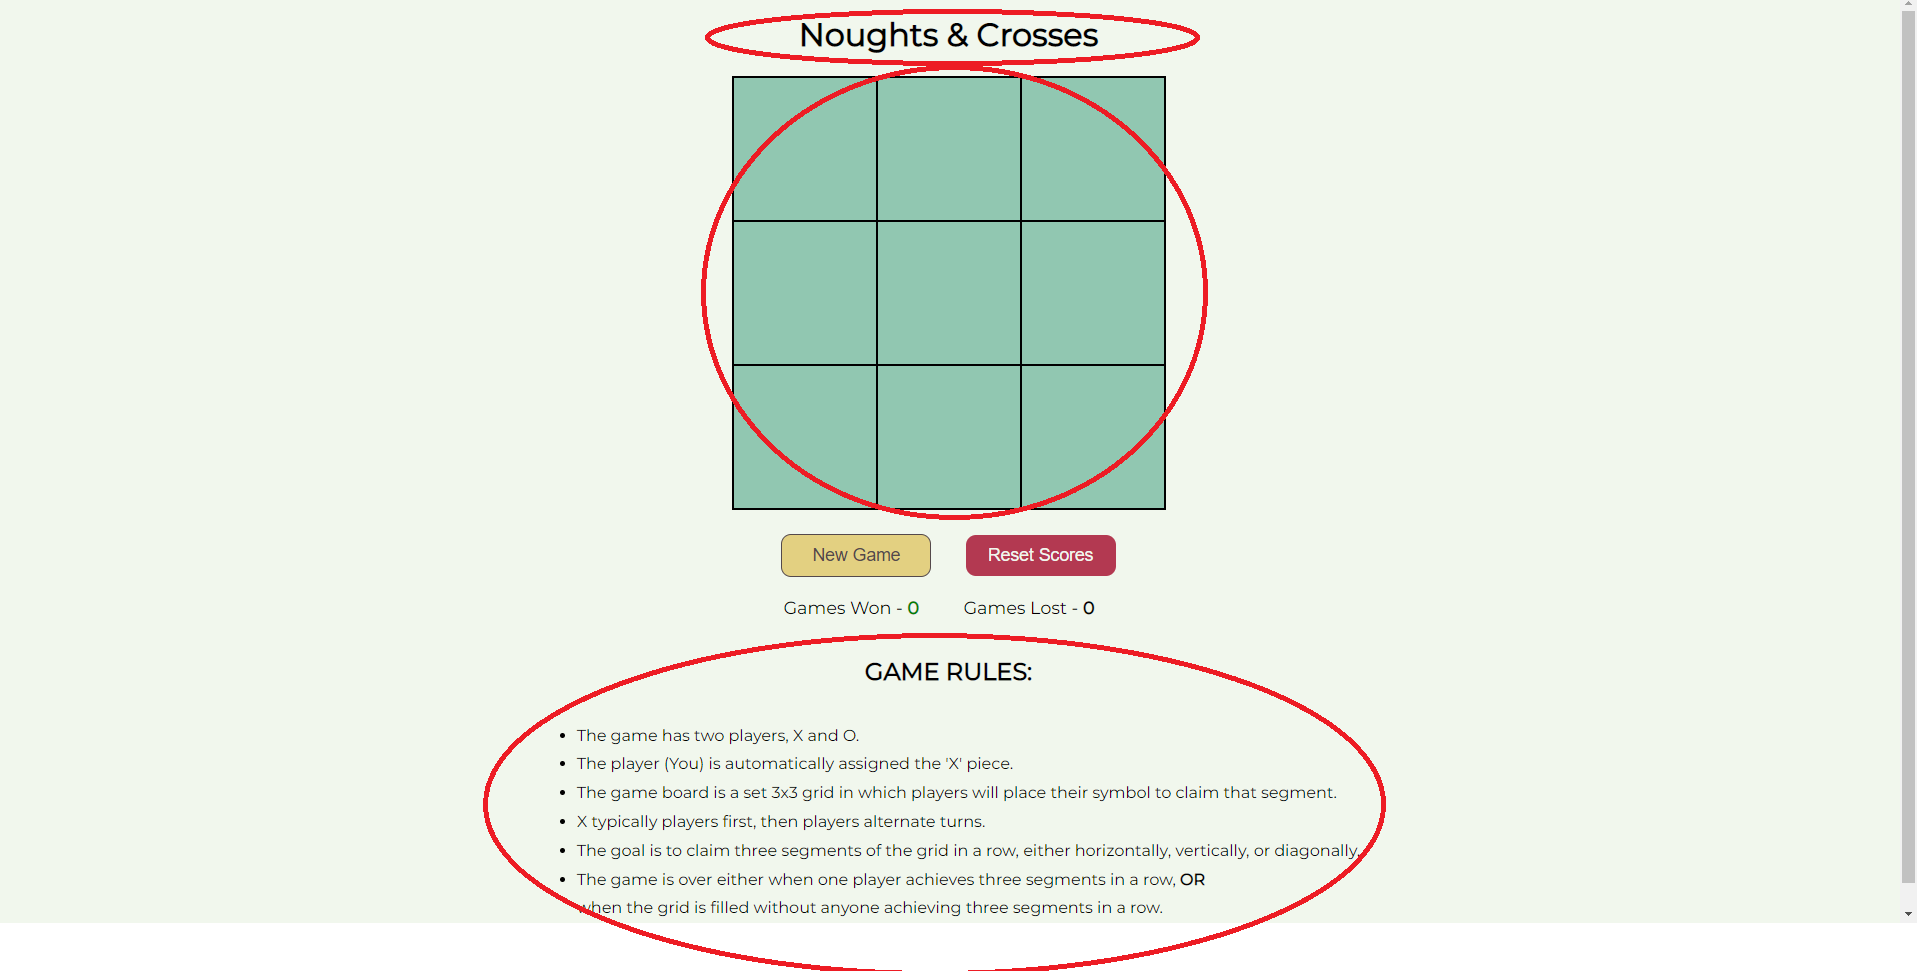 Noughts & Crosses
New Game
Reset Scores
Games Won - 0
Games Lost - 0
GAME RULES:
• The game has two players, X and O.
• The player (You) is automatically assigned the 'X' piece.
• The game board is a set 3x3 grid in which players will place their symbol to claim that segment.
• X typically players first, then players alternate turns.
• The goal is to claim three segments of the grid in a row, either horizontally, vertically, or diagonally.
• The game is over either when one player achieves three segments in a row, OR
when the grid is filled without anyone achieving three segments in a row.